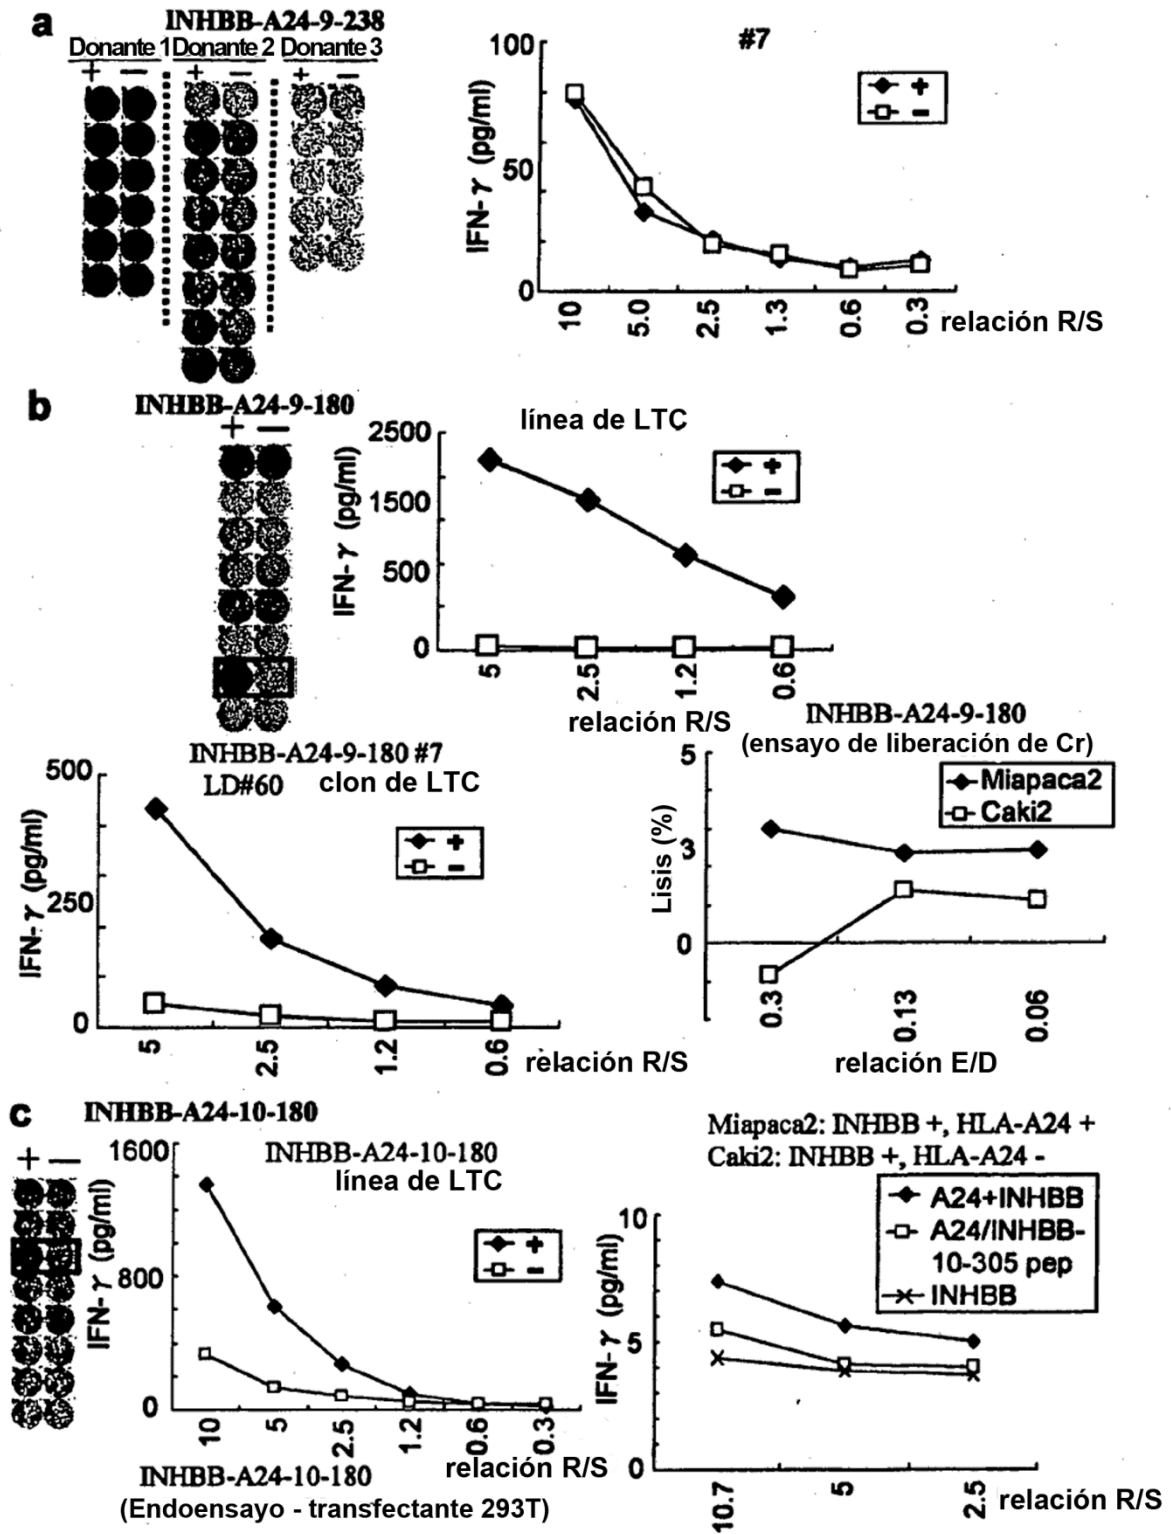 a
INHBB-A24-9-238
Donante 1 Donante 2 Donante 3
+ − + − + −
#7
100
50
0
IFN-γ (pg/ml)
+
−
10 5.0 2.5 1.3 0.6 0.3
relación R/S
b
INHBB-A24-9-180
+ −
línea de LTC
2500
1500
500
0
IFN-γ (pg/ml)
+
−
5 2.5 1.2 0.6
relación R/S
INHBB-A24-9-180 #7
LD#60 clon de LTC
500
250
0
IFN-γ (pg/ml)
+
−
5 2.5 1.2 0.6
relación R/S
INHBB-A24-9-180
(ensayo de liberación de Cr)
5
3
0
Lisis (%)
Miapaca2
Caki2
0.3 0.13 0.06
relación E/D
c
INHBB-A24-10-180
+ −
INHBB-A24-10-180
línea de LTC
1600
800
0
IFN-γ (pg/ml)
+
−
10 5 2.5 1.2 0.6 0.3
relación R/S
INHBB-A24-10-180
(Endoensayo - transfectante 293T)
Miapaca2: INHBB +, HLA-A24 +
Caki2: INHBB +, HLA-A24 -
A24+INHBB
A24/INHBB-
10-305 pep
INHBB
10
5
0
IFN-γ (pg/ml)
10.7 5 2.5
relación R/S